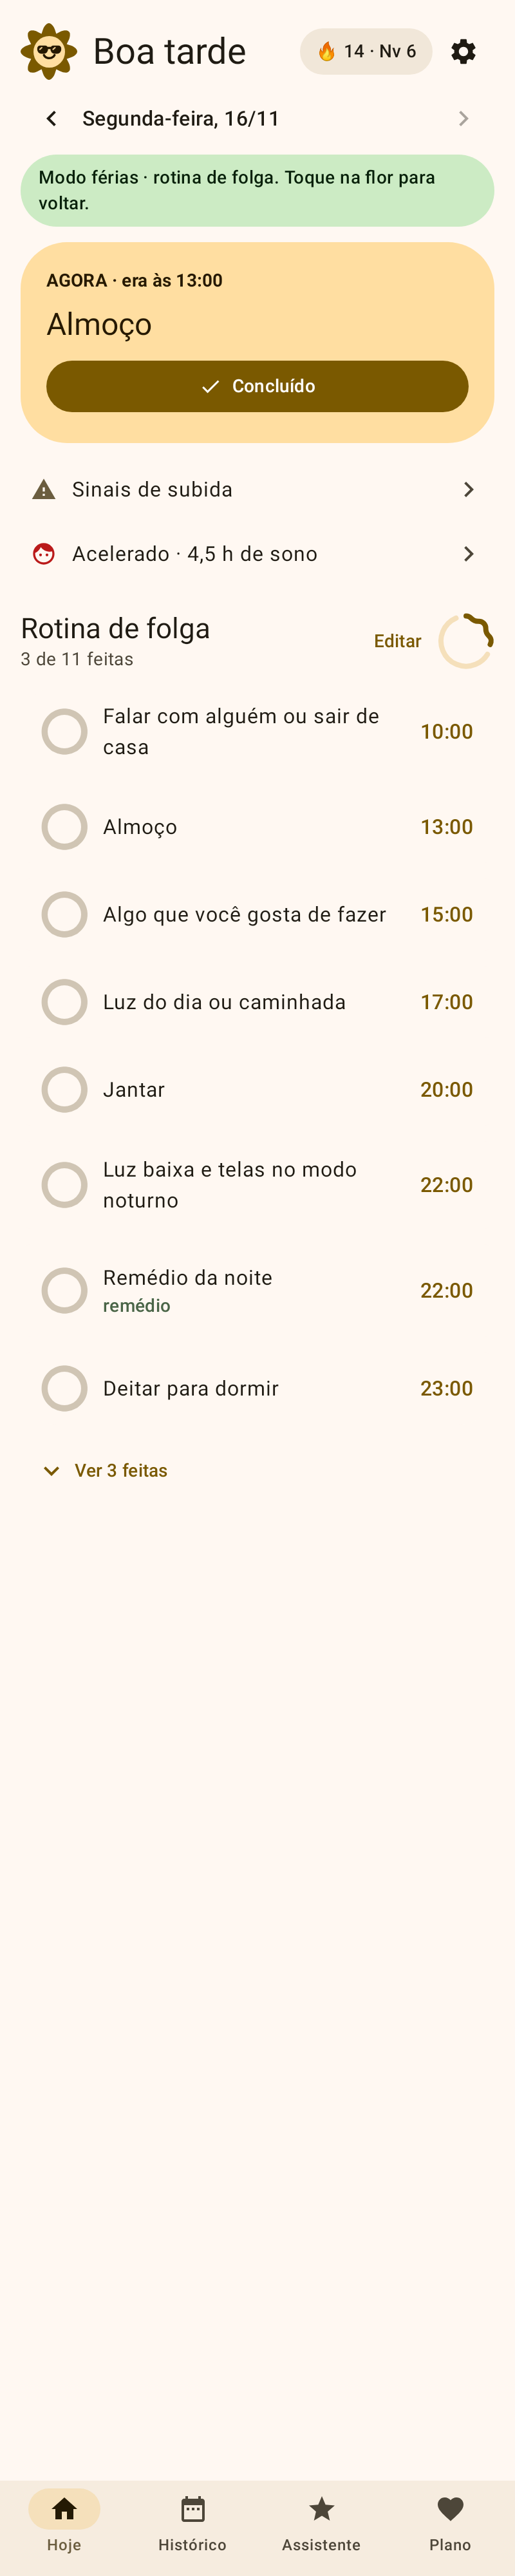 Boa tarde
🔥 14 · Nv 6
Segunda-feira, 16/11
Modo férias · rotina de folga. Toque na flor para
voltar.
AGORA · era às 13:00
Almoço
Concluído
Sinais de subida
Acelerado · 4,5 h de sono
Rotina de folga
3 de 11 feitas
Editar
Falar com alguém ou sair de
casa
10:00
Almoço
13:00
Algo que você gosta de fazer
15:00
Luz do dia ou caminhada
17:00
Jantar
20:00
Luz baixa e telas no modo
noturno
22:00
Remédio da noite
remédio
22:00
Deitar para dormir
23:00
Ver 3 feitas
Hoje
Histórico
Assistente
Plano